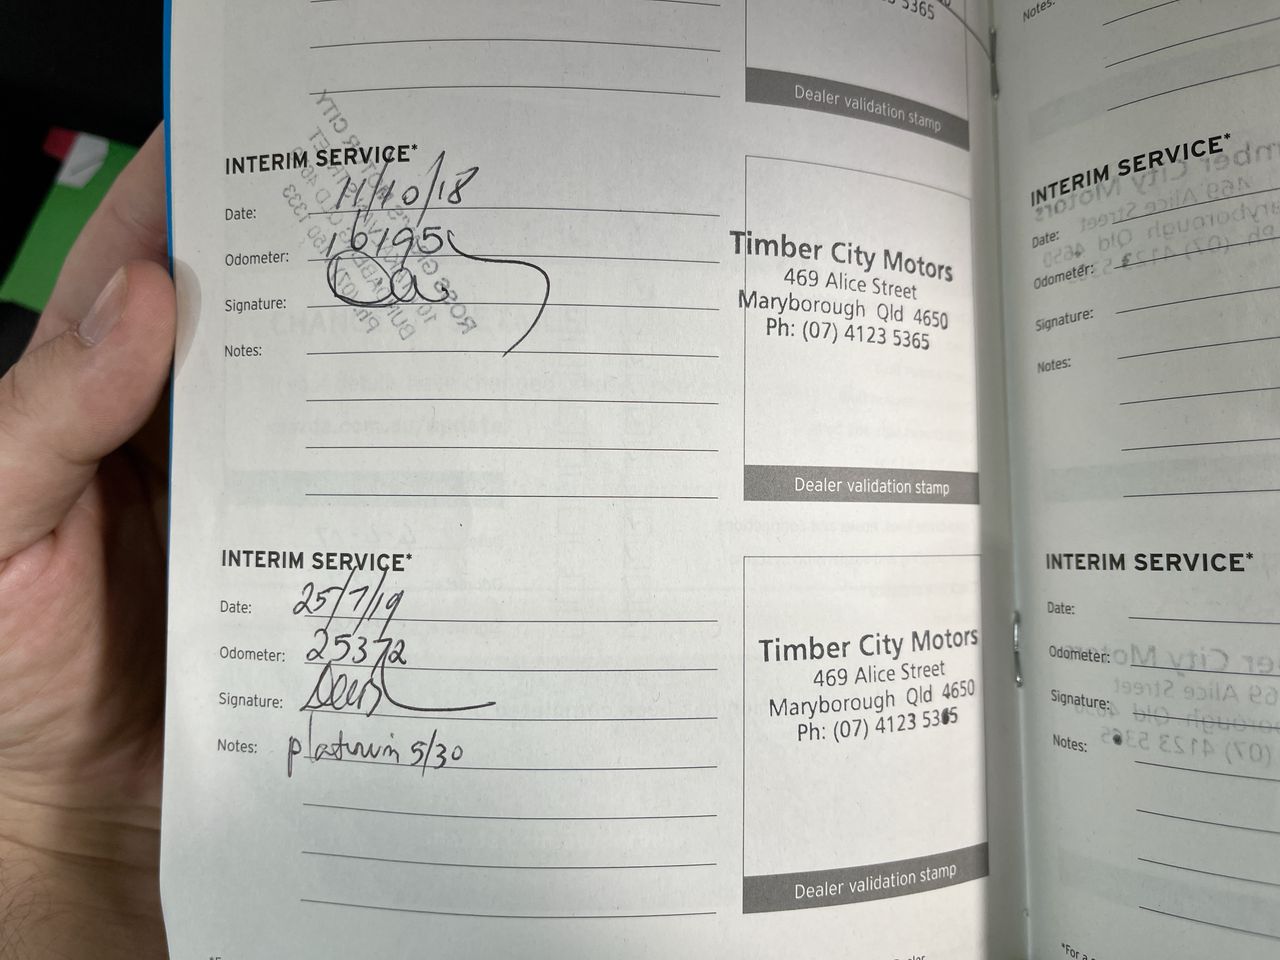 5365
Dealer validation stamp
INTERIM SERVICE*
Date: 11/10/18
Odometer: 16195
Signature:
Notes:
Timber City Motors
469 Alice Street
Maryborough Qld 4650
Ph: (07) 4123 5365
Dealer validation stamp
INTERIM SERVICE*
Date: 25/7/19
Odometer: 25372
Signature:
Notes: platinum 5/30
Timber City Motors
469 Alice Street
Maryborough Qld 4650
Ph: (07) 4123 5365
Dealer validation stamp
Notes:
INTERIM SERVICE*
Date:
Odometer:
Signature:
Notes:
INTERIM SERVICE*
Date:
Odometer:
Signature:
Notes:
*For a